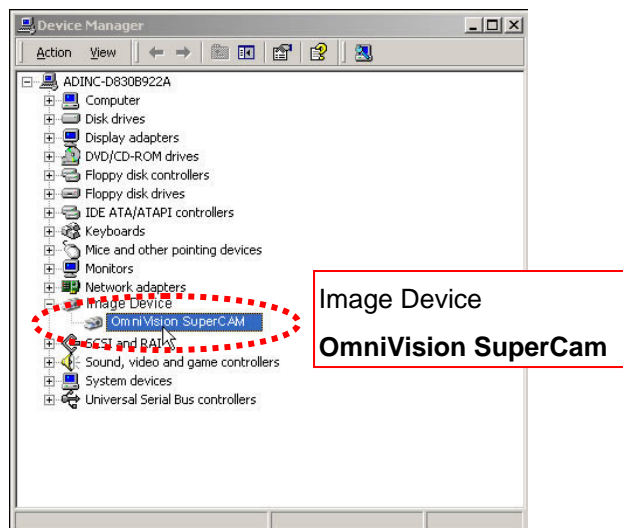 Device Manager
Action View
ADINC-D830B922A
Computer
Disk drives
Display adapters
DVD/CD-ROM drives
Floppy disk controllers
Floppy disk drives
IDE ATA/ATAPI controllers
Keyboards
Mice and other pointing devices
Monitors
Network adapters
Image Device
OmniVision SuperCAM
SCSI and RAID
Sound, video and game controllers
System devices
Universal Serial Bus controllers
Image Device
OmniVision SuperCam